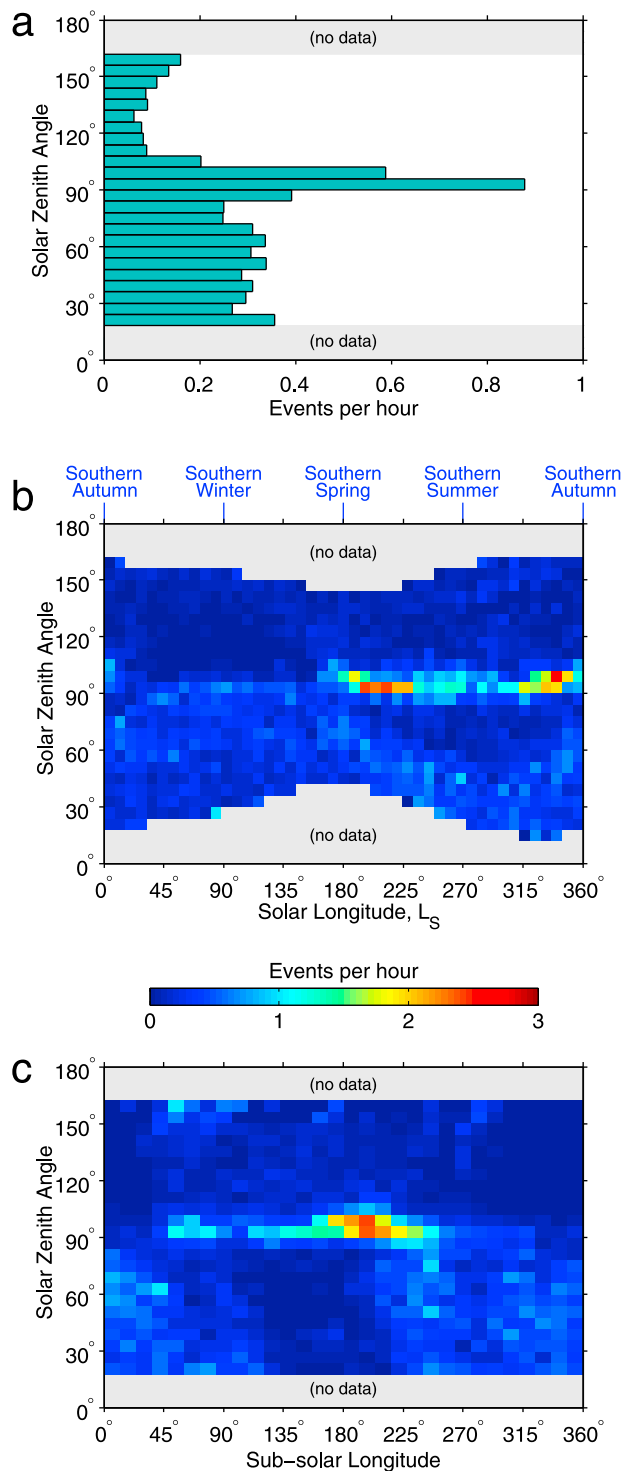 a
180°
(no data)
150°
120°
90°
60°
30°
(no data)
0°
Solar Zenith Angle
0 0.2 0.4 0.6 0.8 1
Events per hour
Southern Autumn
Southern Winter
Southern Spring
Southern Summer
Southern Autumn
b
180°
(no data)
150°
120°
90°
60°
30°
(no data)
0°
Solar Zenith Angle
0° 45° 90° 135° 180° 225° 270° 315° 360°
Solar Longitude, L_S
Events per hour
0 1 2 3
c
180°
(no data)
150°
120°
90°
60°
30°
(no data)
0°
Solar Zenith Angle
0° 45° 90° 135° 180° 225° 270° 315° 360°
Sub-solar Longitude